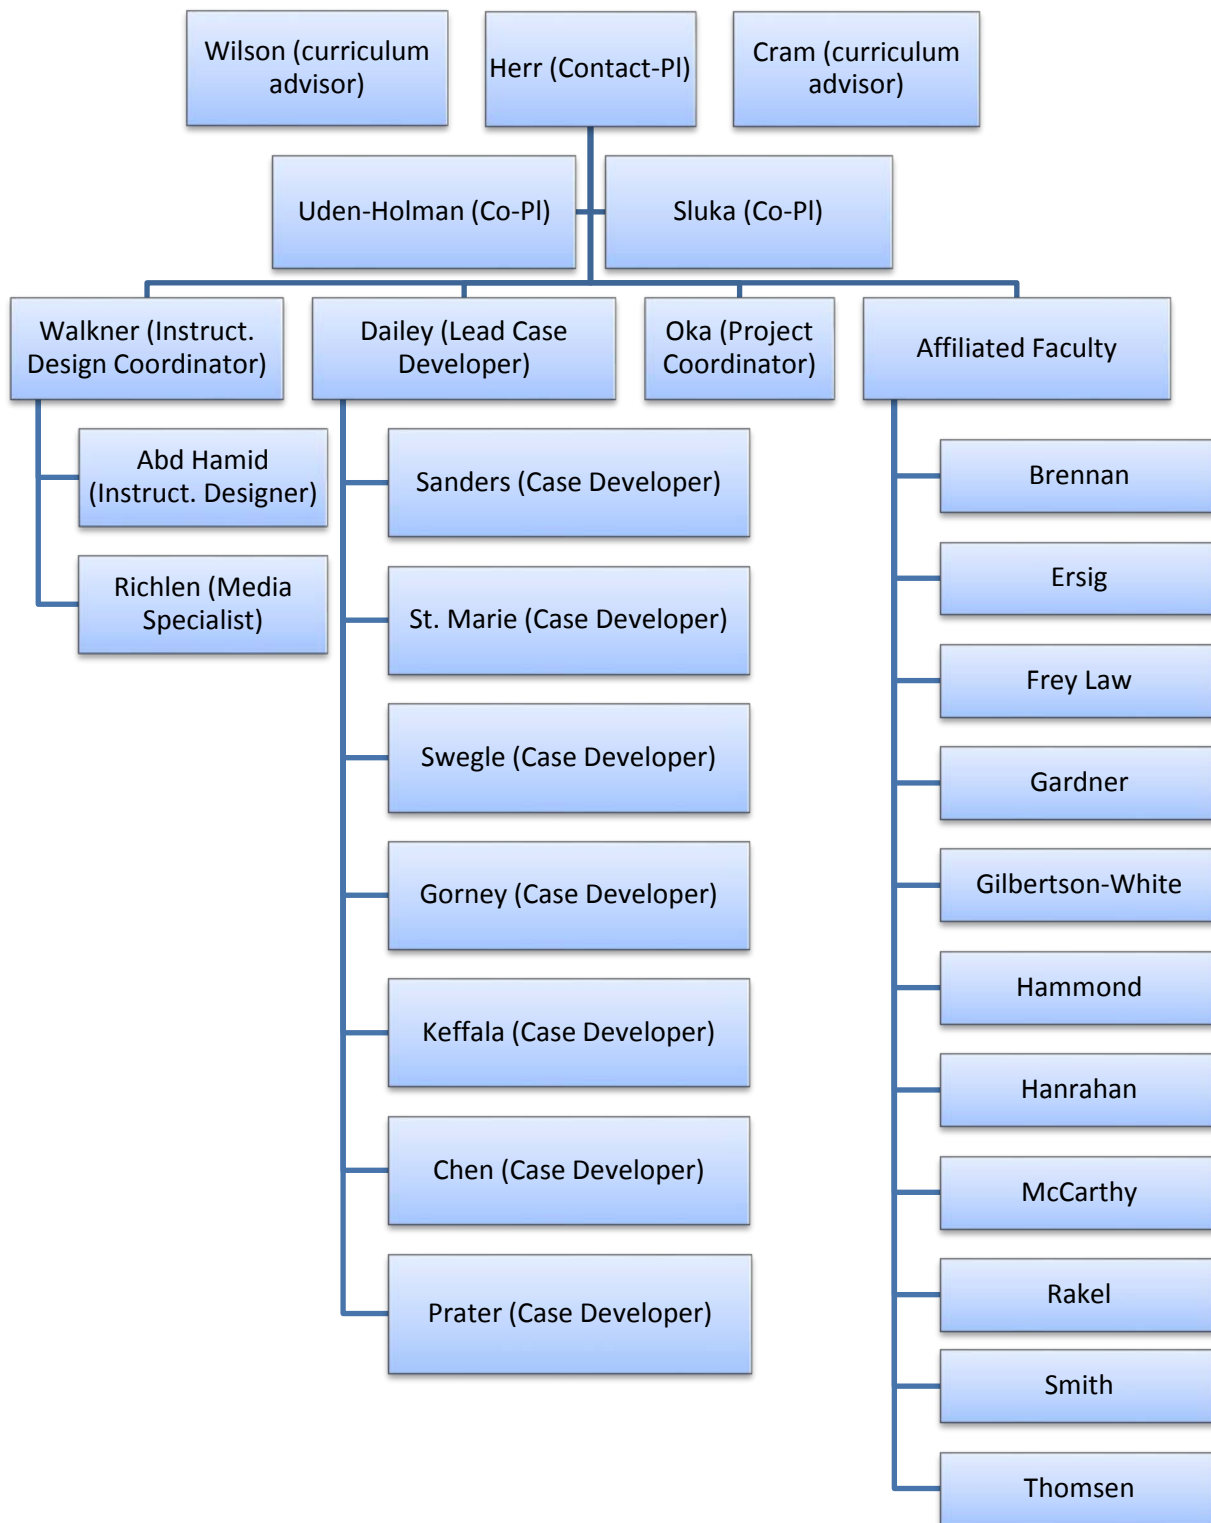 Wilson (curriculum
advisor)
Herr (Contact-PI)
Cram (curriculum
advisor)
Uden-Holman (Co-PI)
Sluka (Co-PI)
Walkner (Instruct.
Design Coordinator)
Dailey (Lead Case
Developer)
Oka (Project
Coordinator)
Affiliated Faculty
Abd Hamid
(Instruct. Designer)
Richlen (Media
Specialist)
Sanders (Case Developer)
St. Marie (Case Developer)
Swegle (Case Developer)
Gorney (Case Developer)
Keffala (Case Developer)
Chen (Case Developer)
Prater (Case Developer)
Brennan
Ersig
Frey Law
Gardner
Gilbertson-White
Hammond
Hanrahan
McCarthy
Rakel
Smith
Thomsen